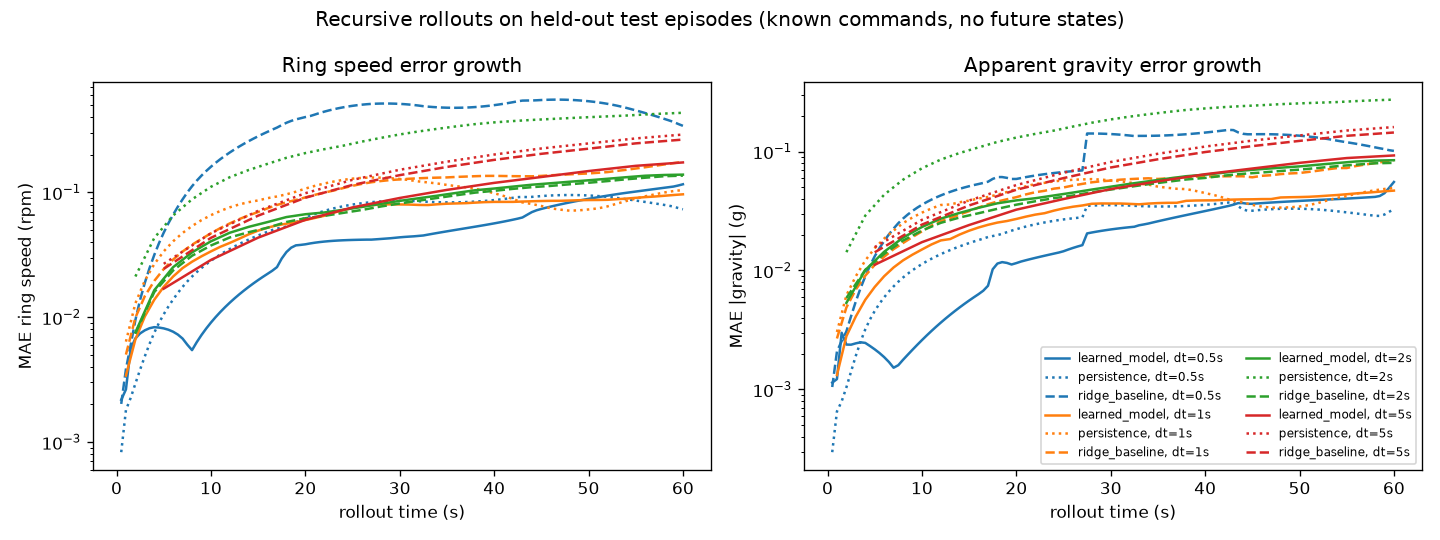 Recursive rollouts on held-out test episodes (known commands, no future states)
Ring speed error growth
MAE ring speed (rpm)
10⁻¹
10⁻²
10⁻³
0 10 20 30 40 50 60
rollout time (s)
Apparent gravity error growth
MAE |gravity| (g)
10⁻¹
10⁻²
10⁻³
0 10 20 30 40 50 60
rollout time (s)
learned_model, dt=0.5s
persistence, dt=0.5s
ridge_baseline, dt=0.5s
learned_model, dt=1s
persistence, dt=1s
ridge_baseline, dt=1s
learned_model, dt=2s
persistence, dt=2s
ridge_baseline, dt=2s
learned_model, dt=5s
persistence, dt=5s
ridge_baseline, dt=5s